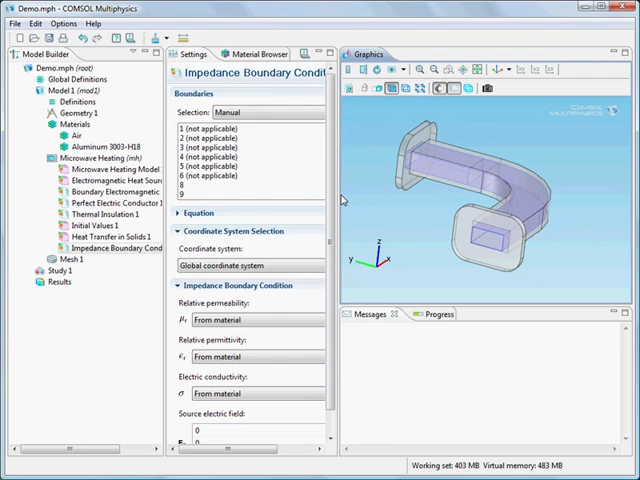 Demo.mph - COMSOL Multiphysics
File Edit Options Help
Model Builder
Demo.mph (root)
Global Definitions
Model 1 (mod1)
Definitions
Geometry 1
Materials
Air
Aluminum 3003-H18
Microwave Heating (mh)
Microwave Heating Model
Electromagnetic Heat Sourc
Boundary Electromagnetic
Perfect Electric Conductor 1
Thermal Insulation 1
Initial Values 1
Heat Transfer in Solids 1
Impedance Boundary Cond
Mesh 1
Study 1
Results
Settings
Material Browser
Impedance Boundary Condit
Boundaries
Selection: Manual
1 (not applicable)
2 (not applicable)
3 (not applicable)
4 (not applicable)
5 (not applicable)
6 (not applicable)
8
9
Equation
Coordinate System Selection
Coordinate system:
Global coordinate system
Impedance Boundary Condition
Relative permeability:
μr From material
Relative permittivity:
εr From material
Electric conductivity:
σ From material
Source electric field:
0
0
Graphics
xy yz xz
COMSOL
MULTIPHYSICS
z
y x
Messages
Progress
Working set: 403 MB Virtual memory: 483 MB